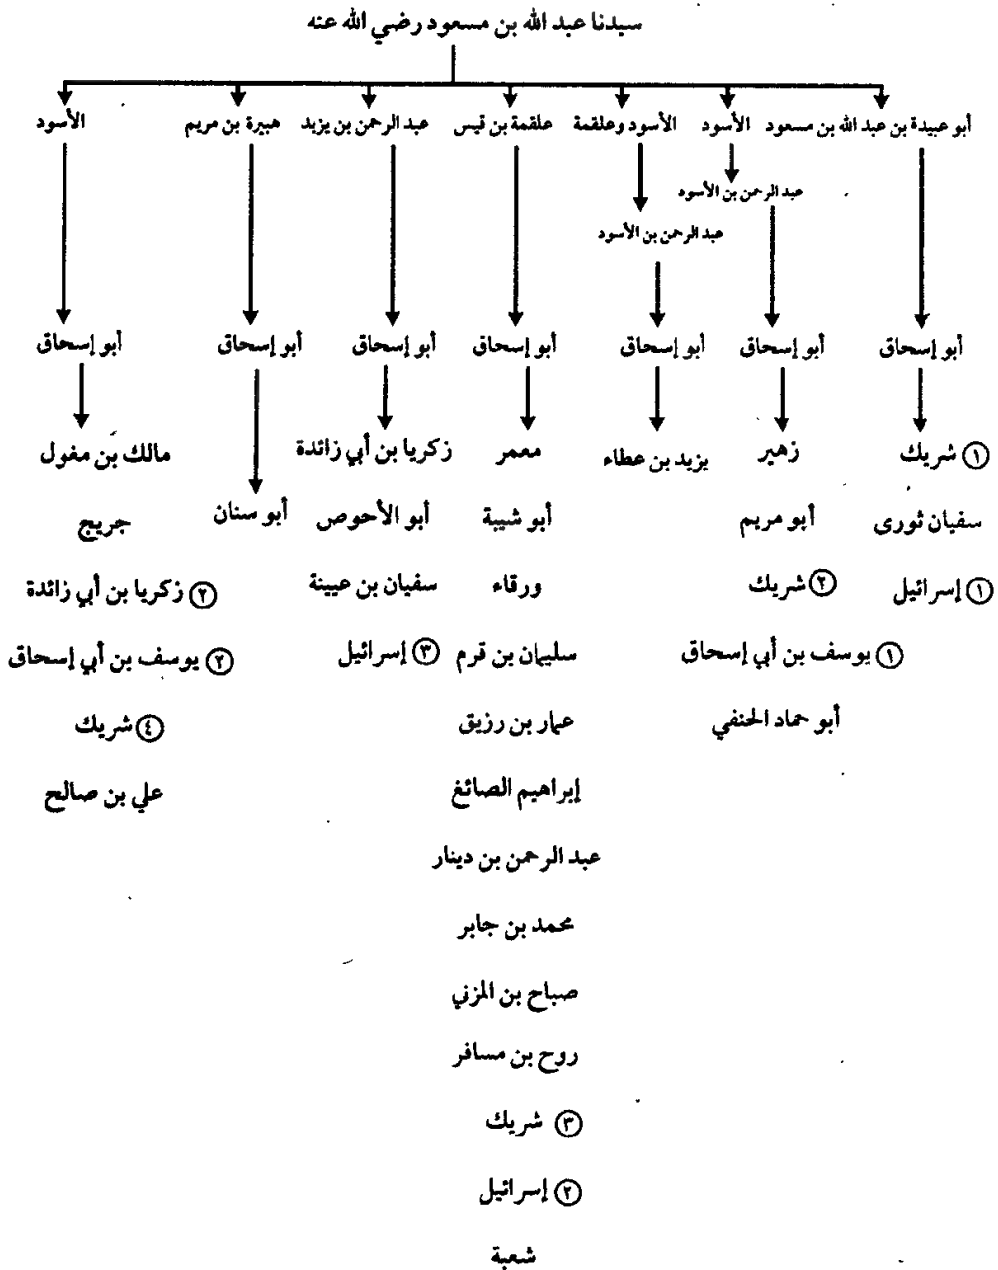 سيدنا عبد الله بن مسعود رضي الله عنه
أبو عبيدة بن عبد الله بن مسعود
الأسود
الأسود وعلقمة
علقمة بن قيس
عبد الرحمن بن يزيد
هبيرة بن مريم
الأسود
عبد الرحمن بن الأسود
عبد الرحمن بن الأسود
أبو إسحاق
أبو إسحاق
أبو إسحاق
أبو إسحاق
أبو إسحاق
أبو إسحاق
أبو إسحاق
١ شريك
سفيان ثورى
١ إسرائيل
زهير
أبو مريم
٢ شريك
١ يوسف بن أبي إسحاق
أبو حماد الحنفي
يزيد بن عطاء
معمر
أبو شيبة
ورقاء
سليمان بن قرم
عمار بن رزيق
إبراهيم الصائغ
عبد الرحمن بن دينار
محمد بن جابر
صباح بن المزني
روح بن مسافر
٣ شريك
٢ إسرائيل
شعبة
زكريا بن أبي زائدة
أبو الأحوص
سفيان بن عيينة
٣ إسرائيل
أبو سنان
مالك بن مغول
جريج
٢ زكريا بن أبي زائدة
٢ يوسف بن أبي إسحاق
٤ شريك
علي بن صالح